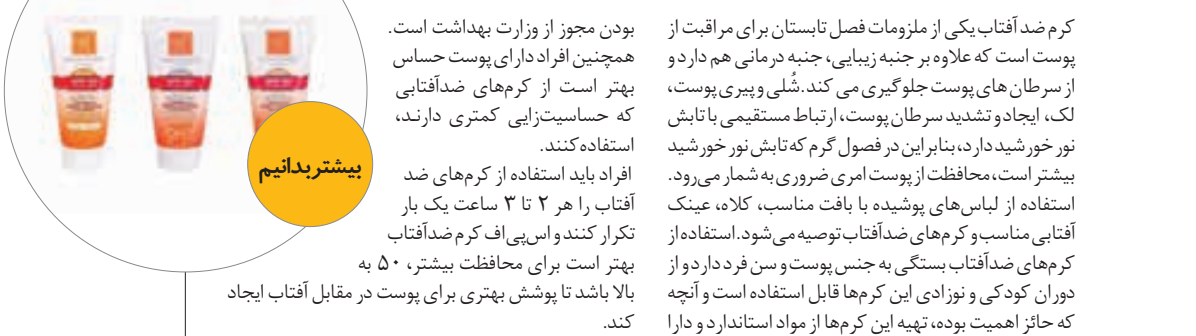 کرم ضد آفتاب یکی از ملزومات فصل تابستان برای مراقبت از
پوست است که علاوه بر جنبه زیبایی، جنبه درمانی هم دارد و
از سرطان های پوست جلوگیری می کند.شُلی و پیری پوست،
لک، ایجادو تشدید سرطان پوست، ارتباط مستقیمی با تابش
نور خورشید دارد،بنابراین در فصول گرم که تابش نور خورشید
بیشتر است، محافظت از پوست امری ضروری به شمار می‌رود.
استفاده از لباس‌های پوشیده با بافت مناسب، کلاه، عینک
آفتابی مناسب و کرم‌های ضدآفتاب توصیه می‌شود. استفاده از
کرم‌های ضدآفتاب بستگی به جنس پوست و سن فرد دارد و از
دوران کودکی و نوزادی این کرم‌ها قابل استفاده است و آنچه
که حائز اهمیت بوده، تهیه این کرم‌ها از مواد استاندارد و دارا
بودن مجوز از وزارت بهداشت است.
همچنین افراد دارای پوست حساس
بهتر است از کرم‌های ضدآفتابی
که حساسیت‌زایی کمتری دارند،
استفاده کنند.
افراد باید استفاده از کرم‌های ضد
آفتاب را هر ۲ تا ۳ ساعت یک بار
تکرار کنند و اس‌پی‌اف کرم ضدآفتاب
بهتر است برای محافظت بیشتر، ۵۰ به
بالا باشد تا پوشش بهتری برای پوست در مقابل آفتاب ایجاد
کند.
بیشتر بدانیم